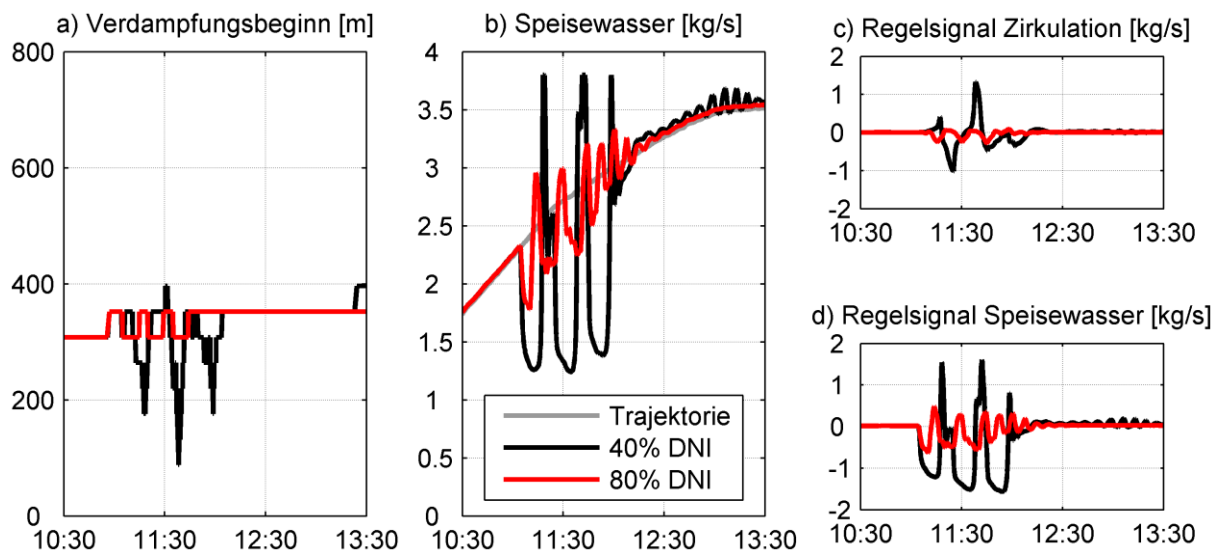 a) Verdampfungsbeginn [m]
800
600
400
200
0
10:30 11:30 12:30 13:30
b) Speisewasser [kg/s]
4
3.5
3
2.5
2
1.5
1
0.5
0
Trajektorie
40% DNI
80% DNI
10:30 11:30 12:30 13:30
c) Regelsignal Zirkulation [kg/s]
2
1
0
-1
-2
10:30 11:30 12:30 13:30
d) Regelsignal Speisewasser [kg/s]
2
1
0
-1
-2
10:30 11:30 12:30 13:30